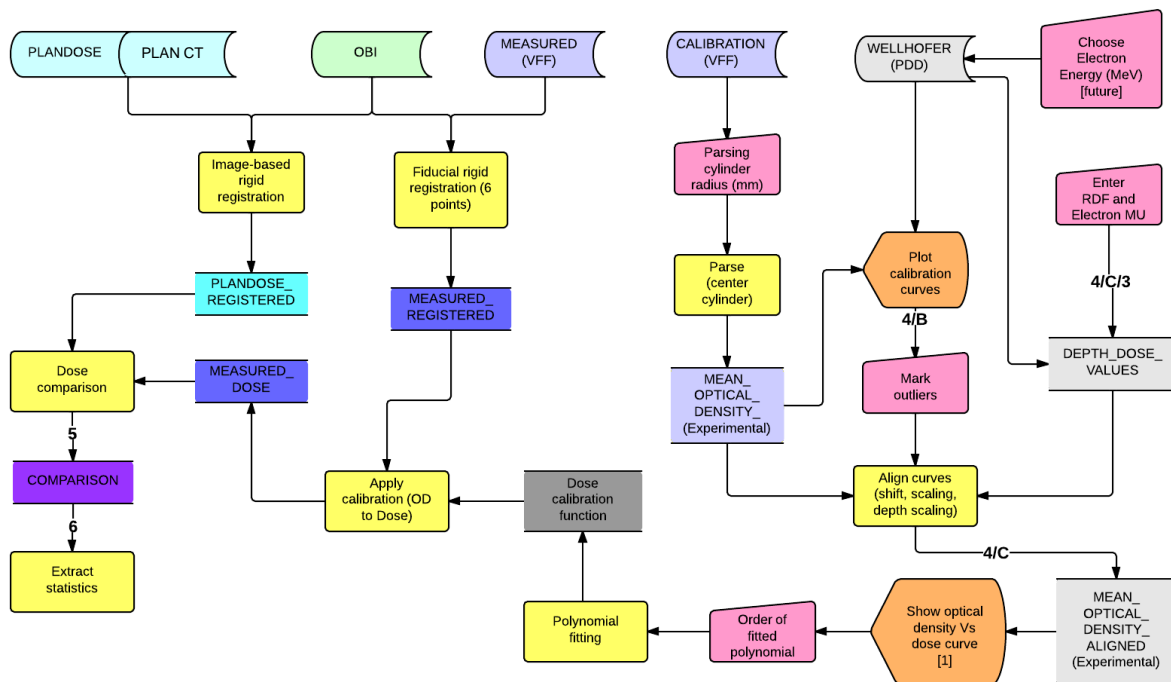 PLANDOSE
PLAN CT
OBI
MEASURED
(VFF)
CALIBRATION
(VFF)
WELLHOFER
(PDD)
Choose
Electron
Energy (MeV)
[future]
Image-based
rigid
registration
Fiducial rigid
registration (6
points)
Parsing
cylinder
radius (mm)
Enter
RDF and
Electron MU
PLANDOSE_
REGISTERED
MEASURED_
REGISTERED
Parse
(center
cylinder)
Plot
calibration
curves
4/C/3
4/B
Dose
comparison
MEASURED_
DOSE
MEAN_
OPTICAL_
DENSITY_
(Experimental)
Mark
outliers
DEPTH_DOSE_
VALUES
5
COMPARISON
Apply
calibration (OD
to Dose)
Dose
calibration
function
Align curves
(shift, scaling,
depth scaling)
6
4/C
Extract
statistics
Polynomial
fitting
Order of
fitted
polynomial
Show optical
density Vs
dose curve
[1]
MEAN_
OPTICAL_
DENSITY_
ALIGNED
(Experimental)